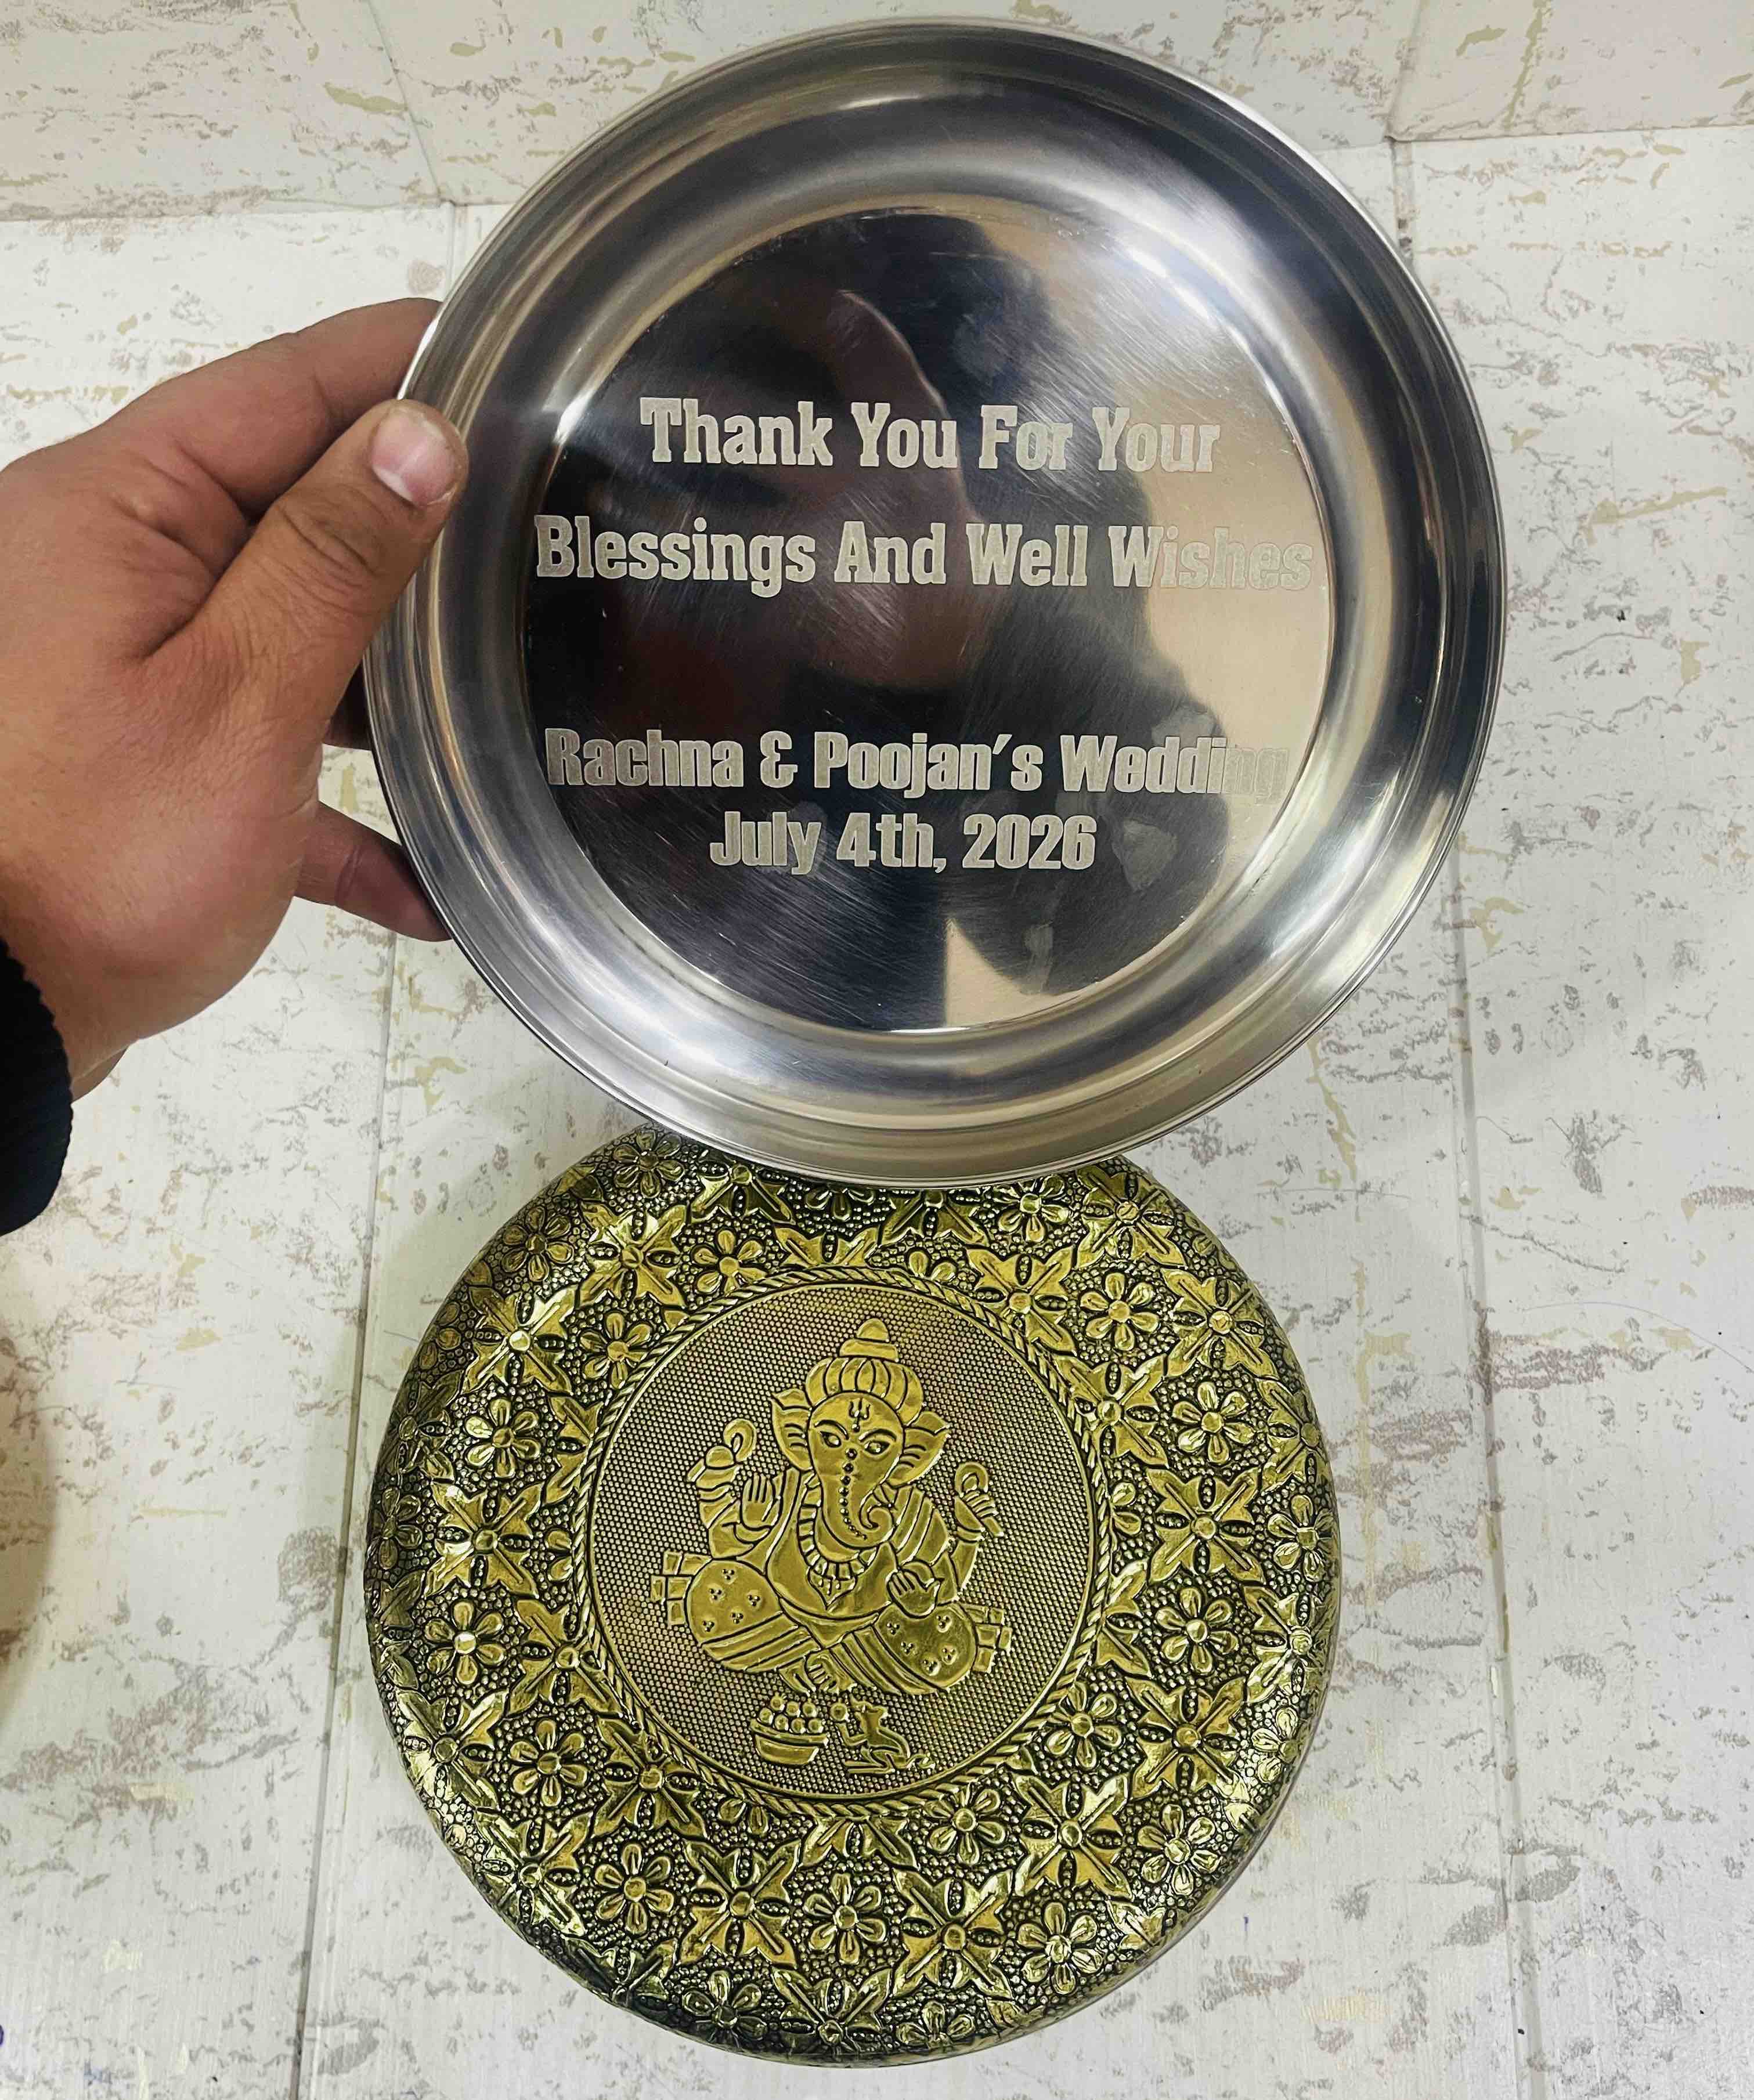 Thank You For Your
Blessings And Well Wishes
Rachna & Poojan's Wedding
July 4th, 2026